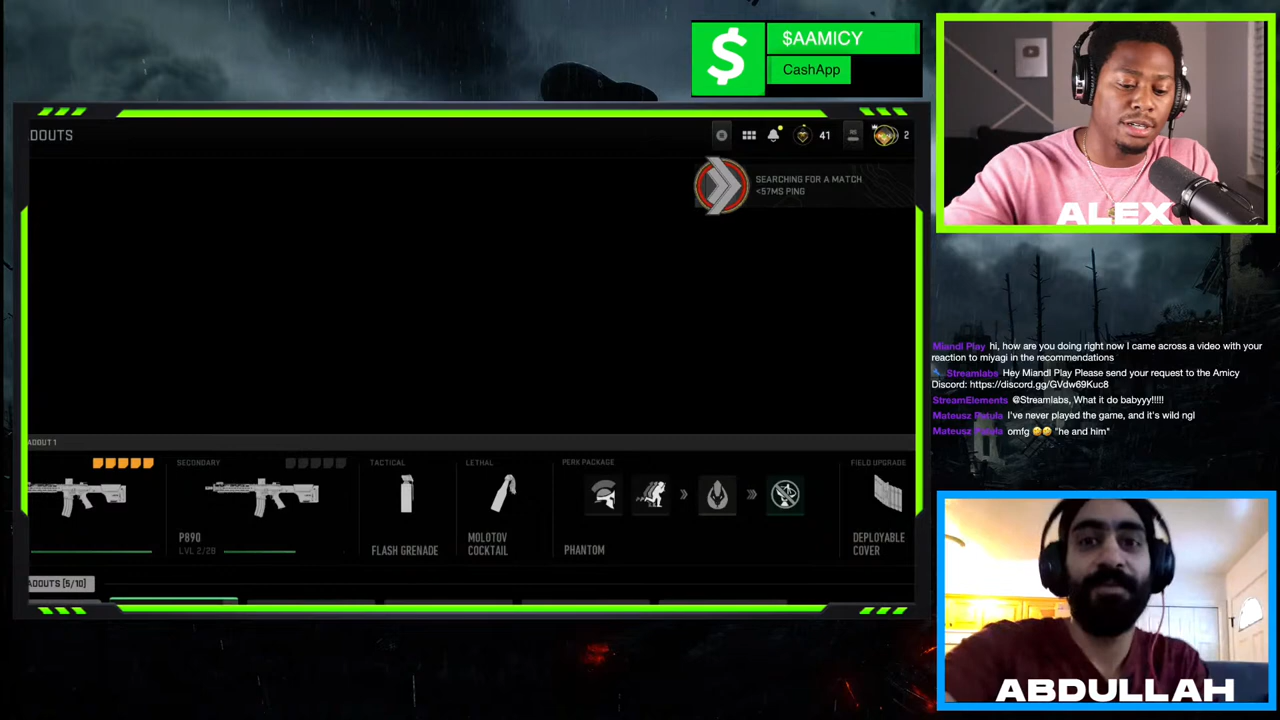 $AAMICY
CashApp
DOUTS
41
2
SEARCHING FOR A MATCH
<57MS PING
ALEX
Miandl Play hi, how are you doing right now I came across a video with your
reaction to miyagi in the recommendations
Streamlabs Hey Miandl Play Please send your request to the Amicy
Discord: https://discord.gg/GVdw69Kuc8
StreamElements @Streamlabs, What it do babyyy!!!!!
Mateusz Patula I've never played the game, and it's wild ngl
Mateusz Patula omfg 🤣🤣 "he and him"
ADOUT 1
SECONDARY
P890
LVL 2/28
TACTICAL
FLASH GRENADE
LETHAL
MOLOTOV
COCKTAIL
PERK PACKAGE
PHANTOM
FIELD UPGRADE
DEPLOYABLE
COVER
ADOUTS [5/10]
ABDULLAH